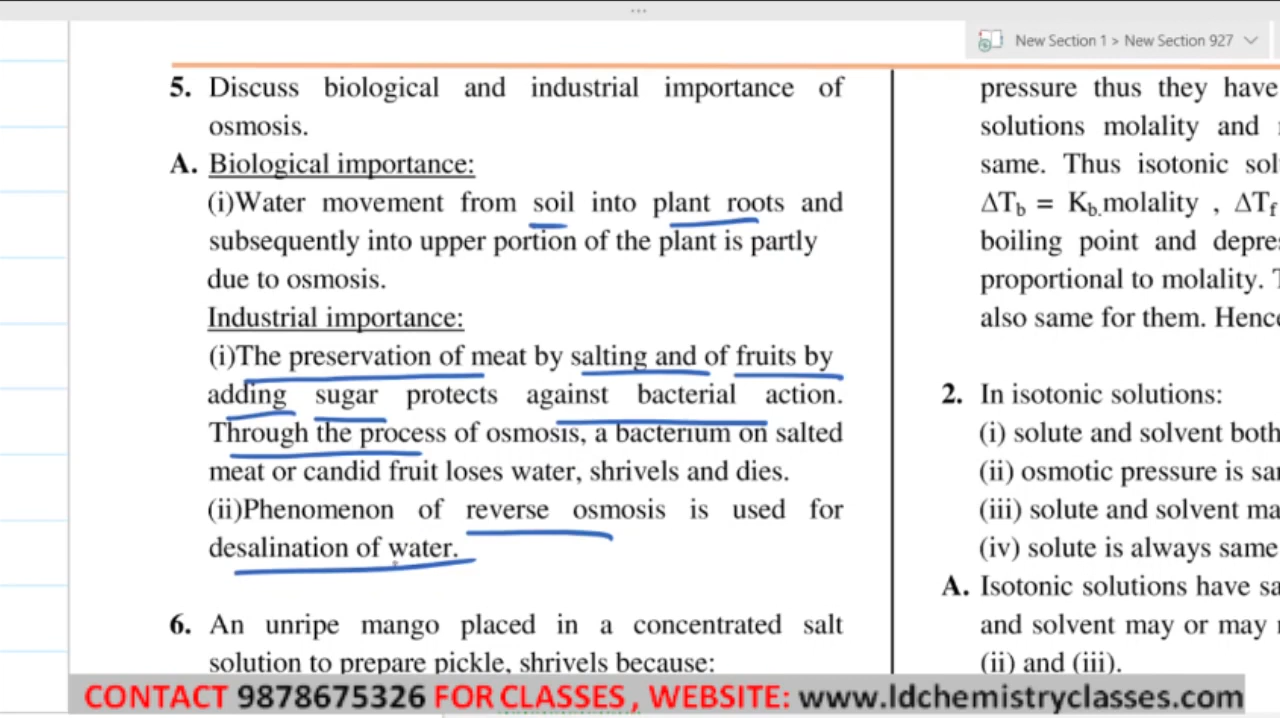 New Section 1 > New Section 927
5. Discuss biological and industrial importance of
osmosis.
A. Biological importance:
(i)Water movement from soil into plant roots and
subsequently into upper portion of the plant is partly
due to osmosis.
Industrial importance:
(i)The preservation of meat by salting and of fruits by
adding sugar protects against bacterial action.
Through the process of osmosis, a bacterium on salted
meat or candid fruit loses water, shrivels and dies.
(ii)Phenomenon of reverse osmosis is used for
desalination of water.
6. An unripe mango placed in a concentrated salt
solution to prepare pickle, shrivels because:
pressure thus they have
solutions molality and
same. Thus isotonic
ΔTb = Kb.molality , ΔTf
boiling point and
proportional to molality.
also same for them. Hence
2. In isotonic solutions:
(i) solute and solvent both
(ii) osmotic pressure is
(iii) solute and solvent
(iv) solute is always same
A. Isotonic solutions have
and solvent may or may
(ii) and (iii).
CONTACT 9878675326 FOR CLASSES , WEBSITE: www.ldchemistryclasses.com